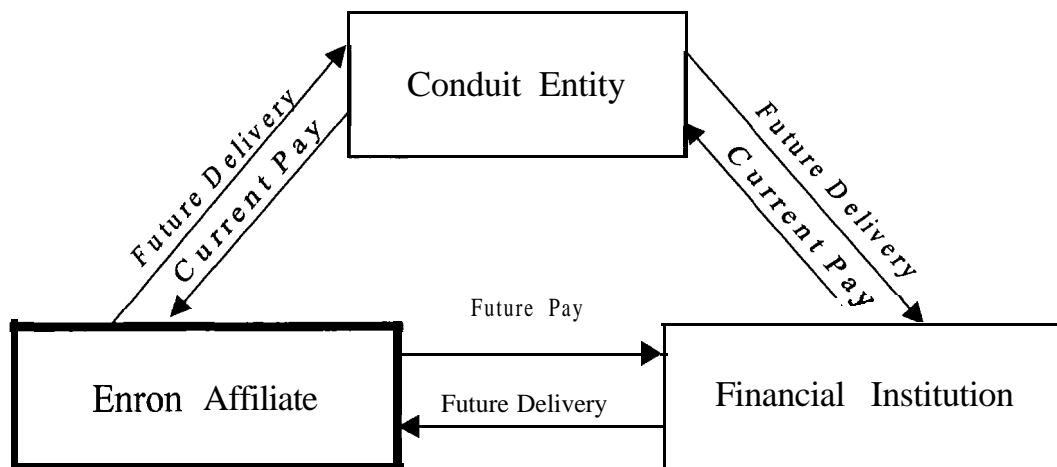 Conduit Entity
Future Delivery
Current Pay
Future Delivery
Current Pay
Future Pay
Enron Affiliate
Future Delivery
Financial Institution